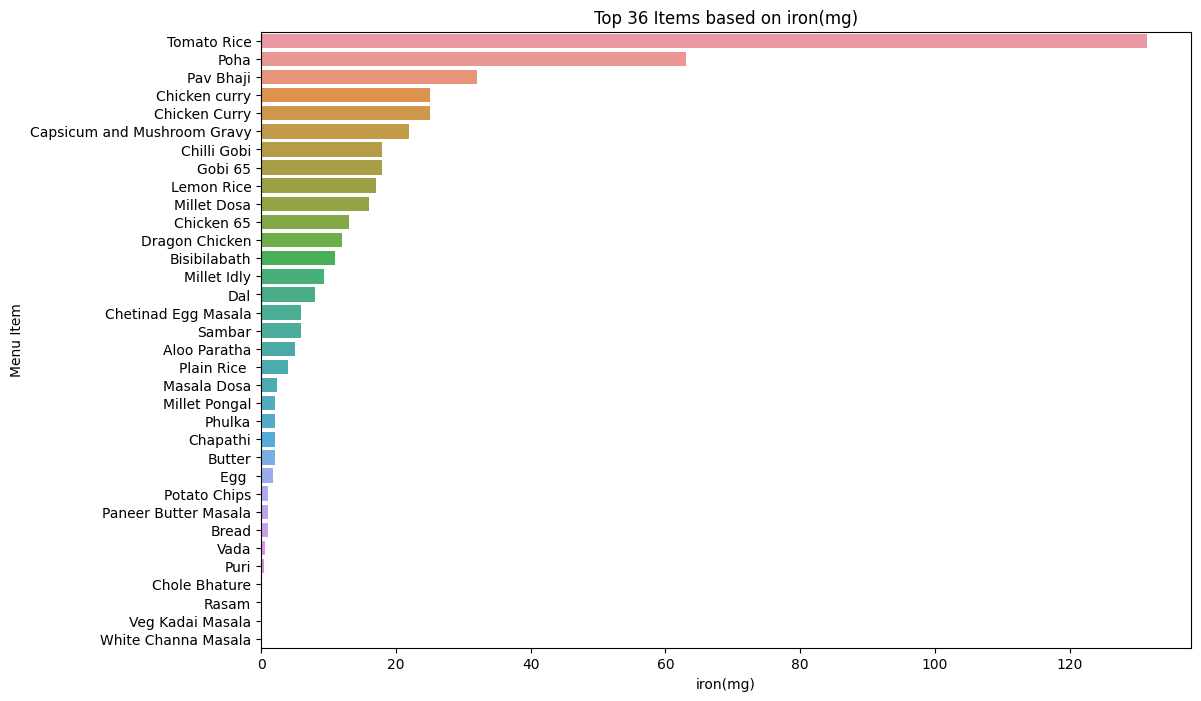 Top 36 Items based on iron(mg)
Menu Item
Tomato Rice
Poha
Pav Bhaji
Chicken curry
Chicken Curry
Capsicum and Mushroom Gravy
Chilli Gobi
Gobi 65
Lemon Rice
Millet Dosa
Chicken 65
Dragon Chicken
Bisibilabath
Millet Idly
Dal
Chetinad Egg Masala
Sambar
Aloo Paratha
Plain Rice
Masala Dosa
Millet Pongal
Phulka
Chapathi
Butter
Egg
Potato Chips
Paneer Butter Masala
Bread
Vada
Puri
Chole Bhature
Rasam
Veg Kadai Masala
White Channa Masala
0 20 40 60 80 100 120
iron(mg)